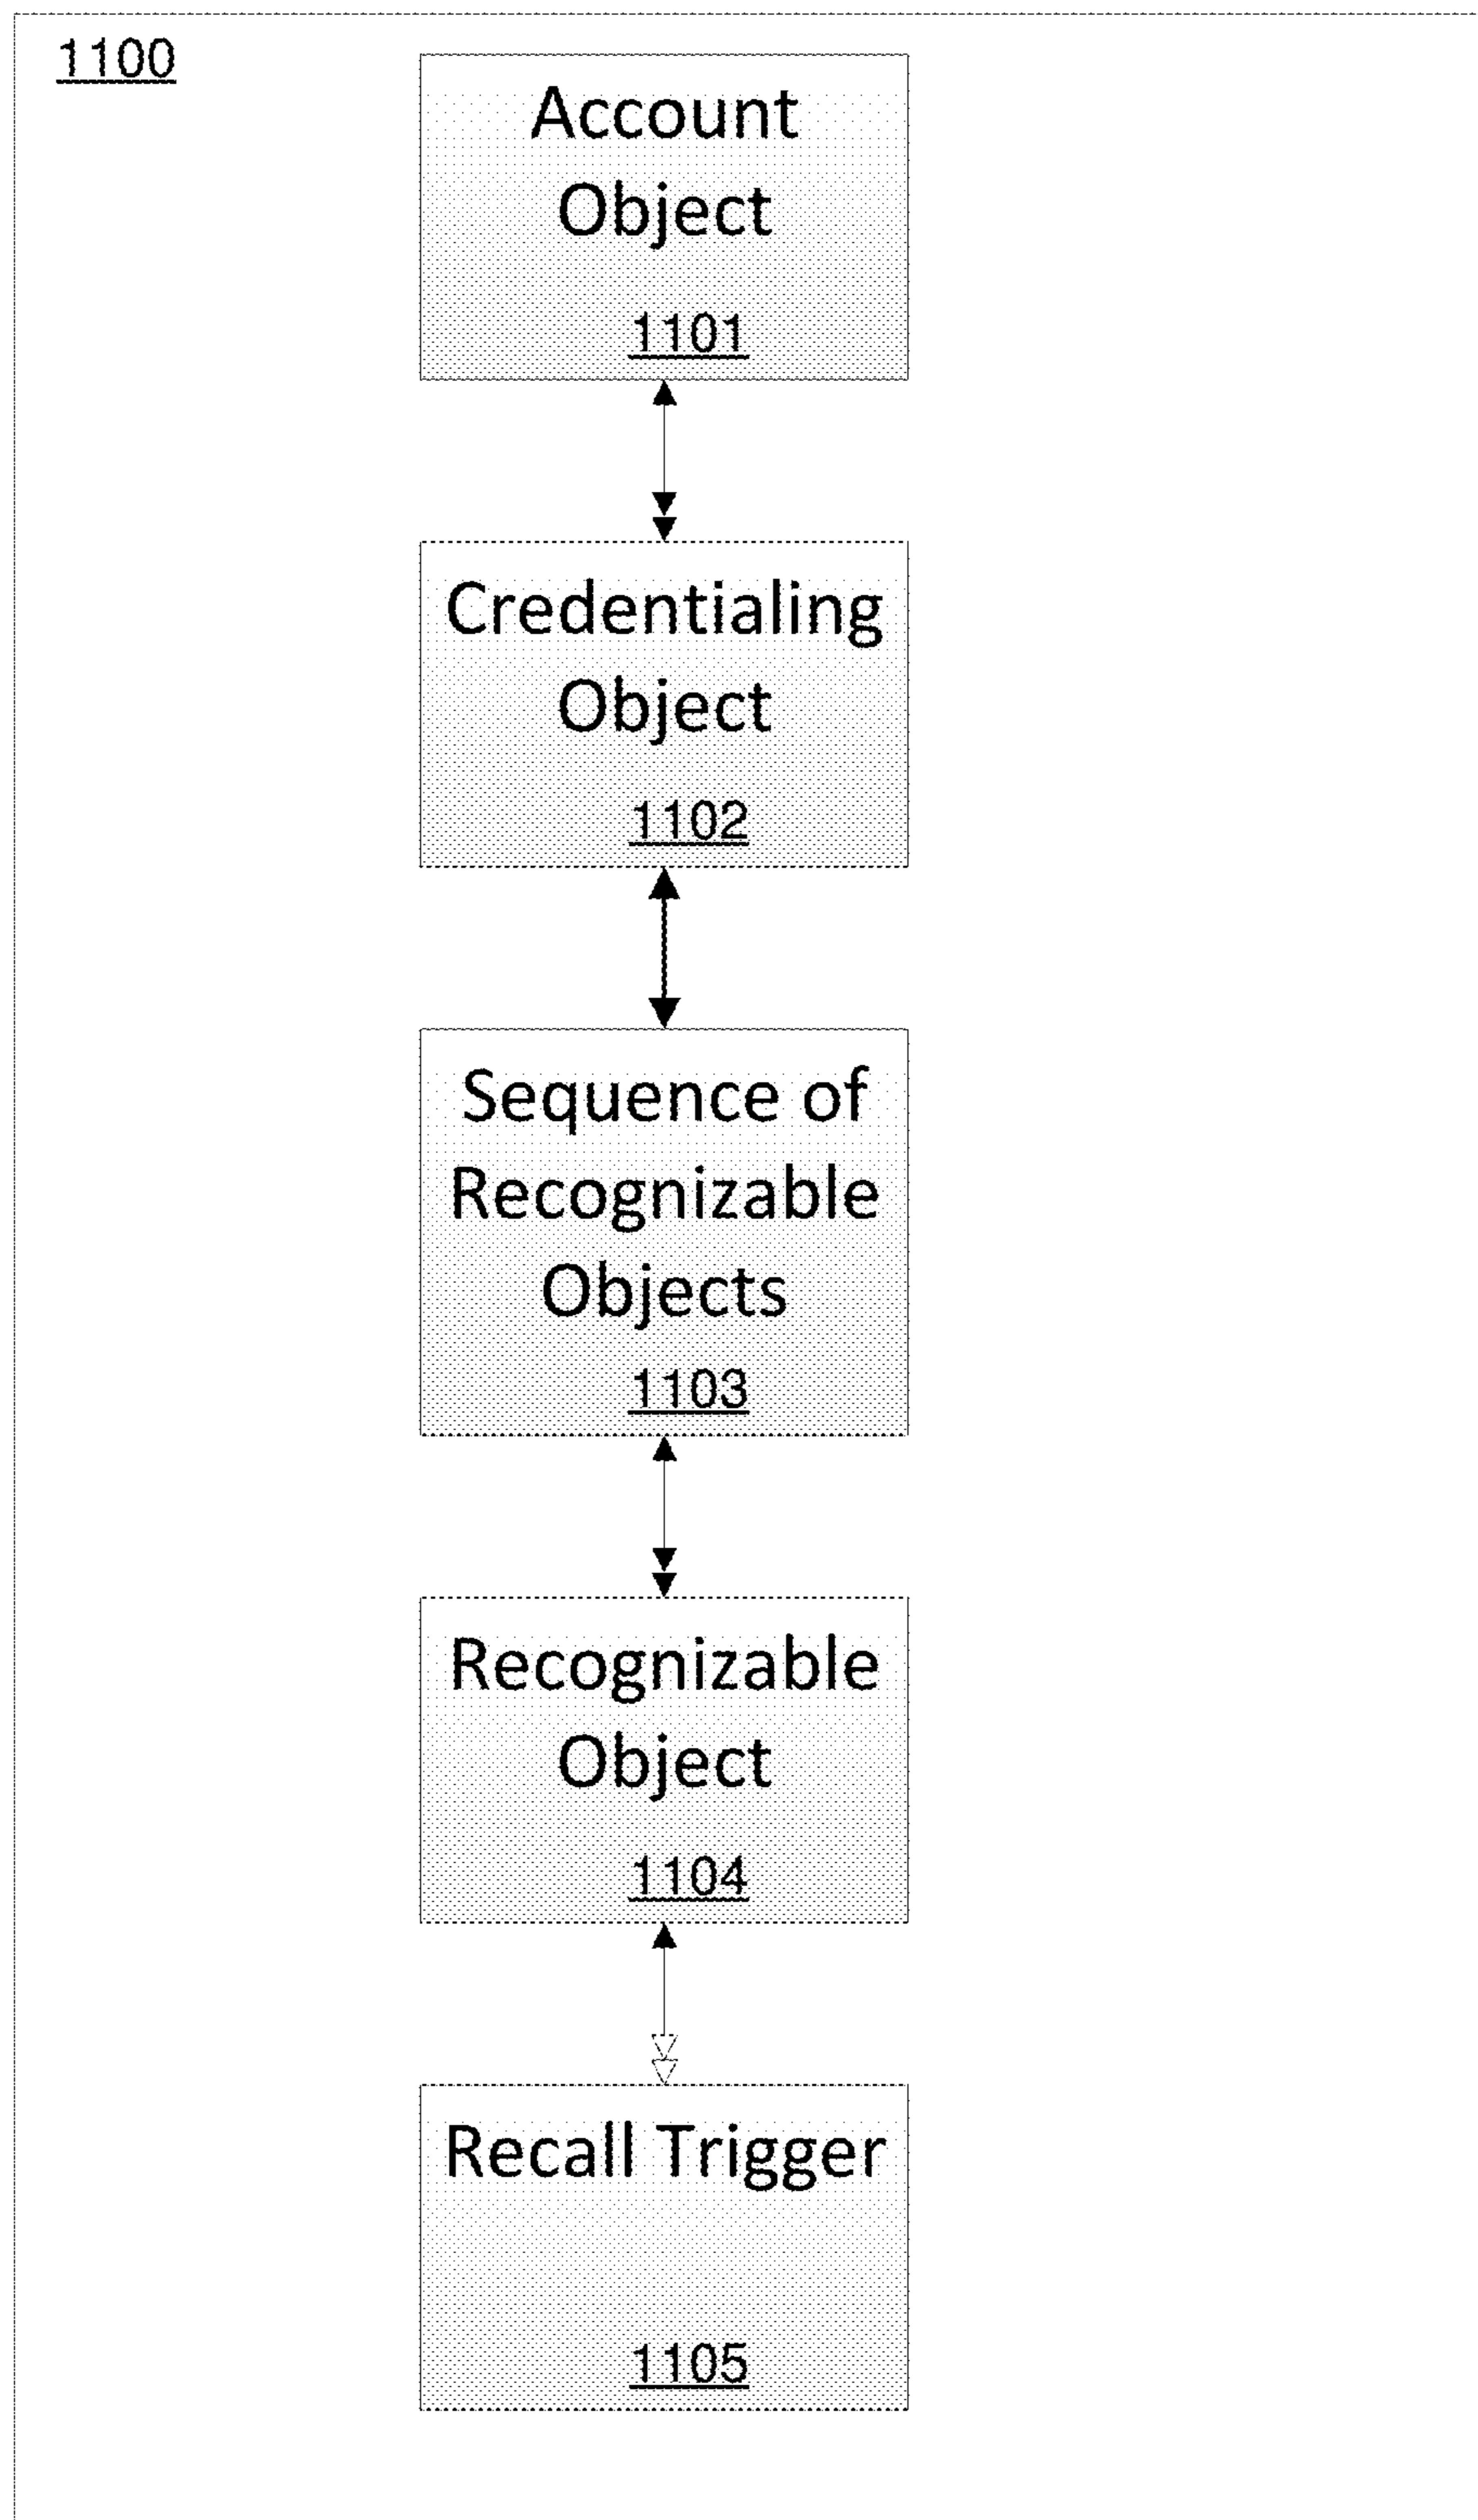 1100
Account
Object
1101
Credentialing
Object
1102
Sequence of
Recognizable
Objects
1103
Recognizable
Object
1104
Recall Trigger
1105